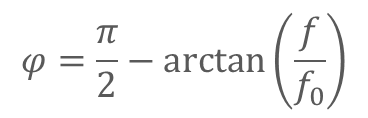 φ = π/2 − arctan(f/f₀)